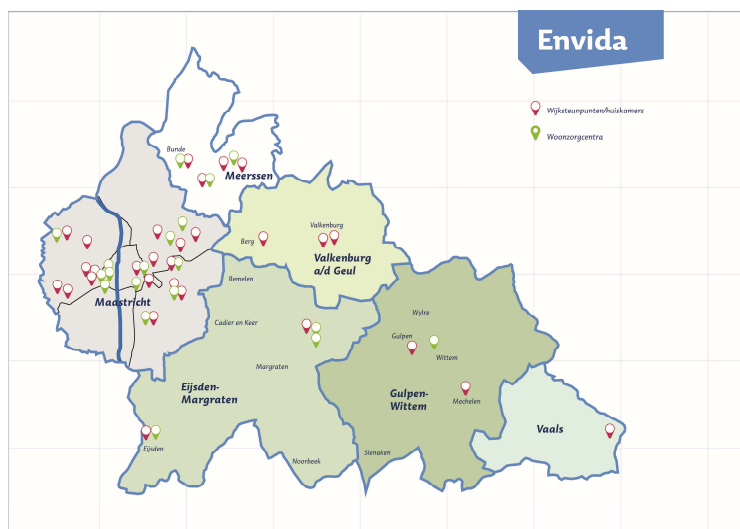 Envida
Wijksteunpunten/huiskamers
Woonzorgcentra
Bunde
Meerssen
Valkenburg
Berg
Valkenburg
a/d Geul
Bemelen
Maastricht
Wylre
Cadier en Keer
Gulpen
Wittem
Margraten
Eijsden-
Margraten
Gulpen-
Wittem
Mechelen
Vaals
Eijsden
Noorbeek
Slenaken